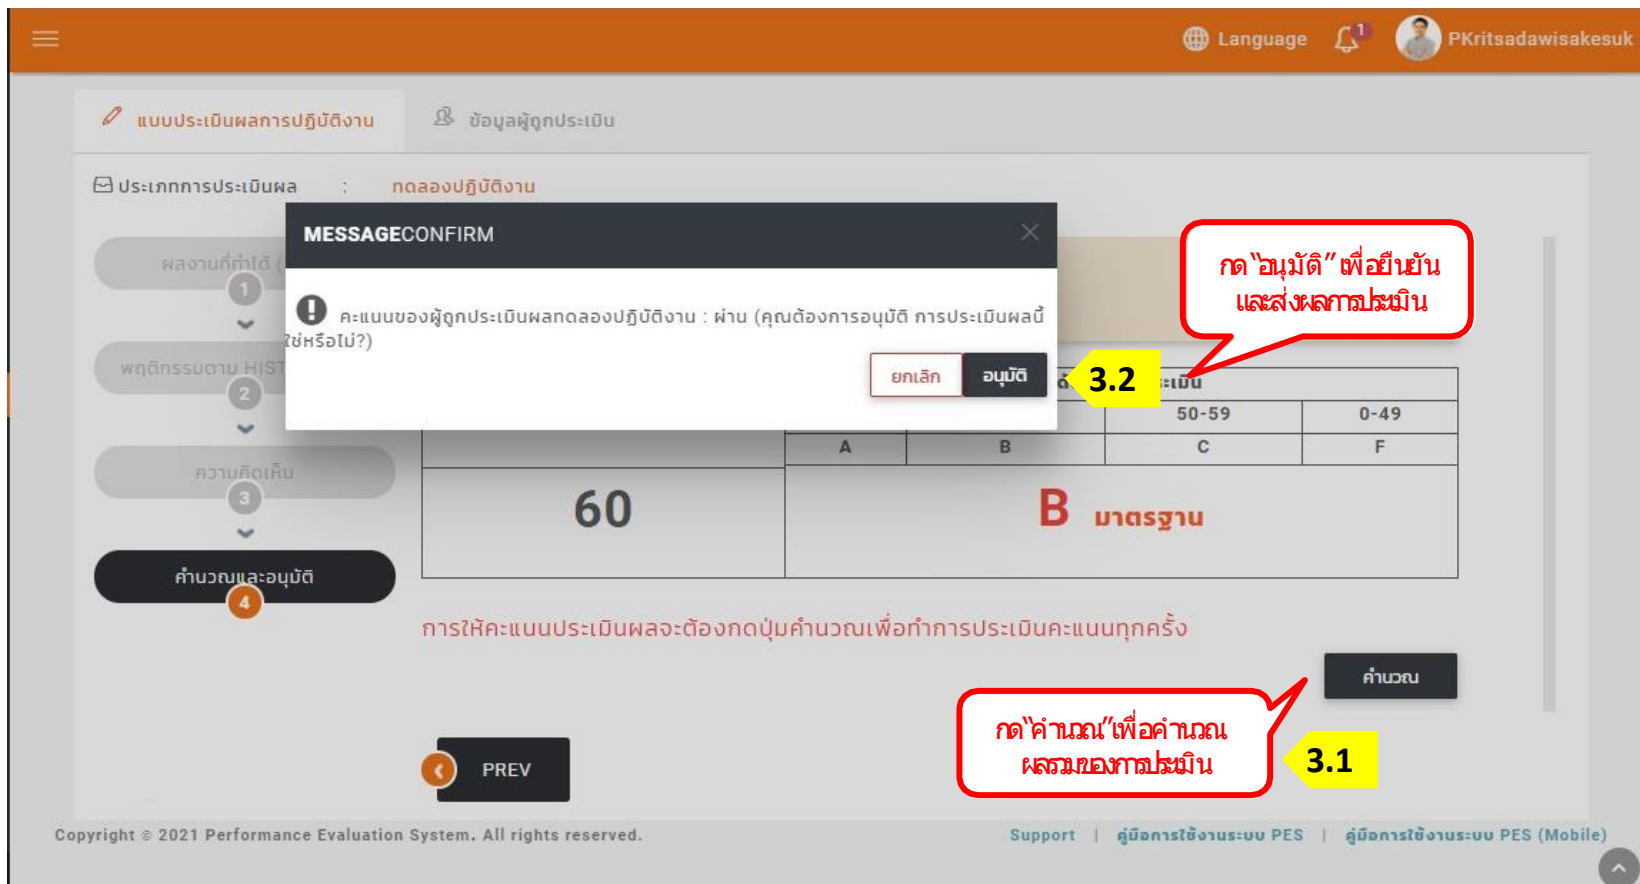 Language
1
PKritsadawisakesuk
แบบประเมินผลการปฏิบัติงาน
ข้อมูลผู้ถูกประเมิน
ประเภทการประเมินผล : ทดลองปฏิบัติงาน
MESSAGECONFIRM
คะแนนของผู้ถูกประเมินผลทดลองปฏิบัติงาน : ผ่าน (คุณต้องการอนุมัติ การประเมินผลนี้
ใช่หรือไม่?)
ยกเลิก
อนุมัติ
3.2
กด "อนุมัติ" เพื่อยืนยัน
และส่งผลการประเมิน
ผลงานที่ทำได้ (
1
พฤติกรรมตาม HIST
2
ความคิดเห็น
3
คำนวณและอนุมัติ
4
50-59
0-49
A
B
C
F
60
B มาตรฐาน
การให้คะแนนประเมินผลจะต้องกดปุ่มคำนวณเพื่อทำการประเมินคะแนนทุกครั้ง
คำนวณ
กด"คำนวณ"เพื่อคำนวณ
ผลรวมของการประเมิน
3.1
PREV
Copyright © 2021 Performance Evaluation System. All rights reserved.
Support | คู่มือการใช้งานระบบ PES | คู่มือการใช้งานระบบ PES (Mobile)